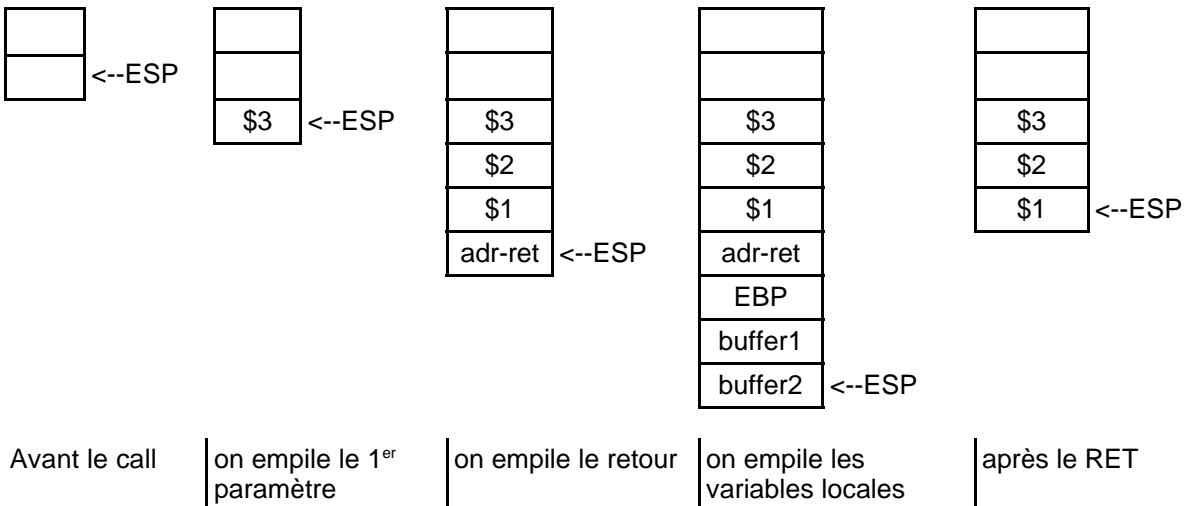 <--ESP
$3 <--ESP $3 $3 $3
$2 $2 $2
$1 $1 $1 <--ESP
adr-ret <--ESP adr-ret
EBP
buffer1
buffer2 <--ESP
Avant le call on empile le 1er on empile le retour on empile les après le RET
paramètre variables locales